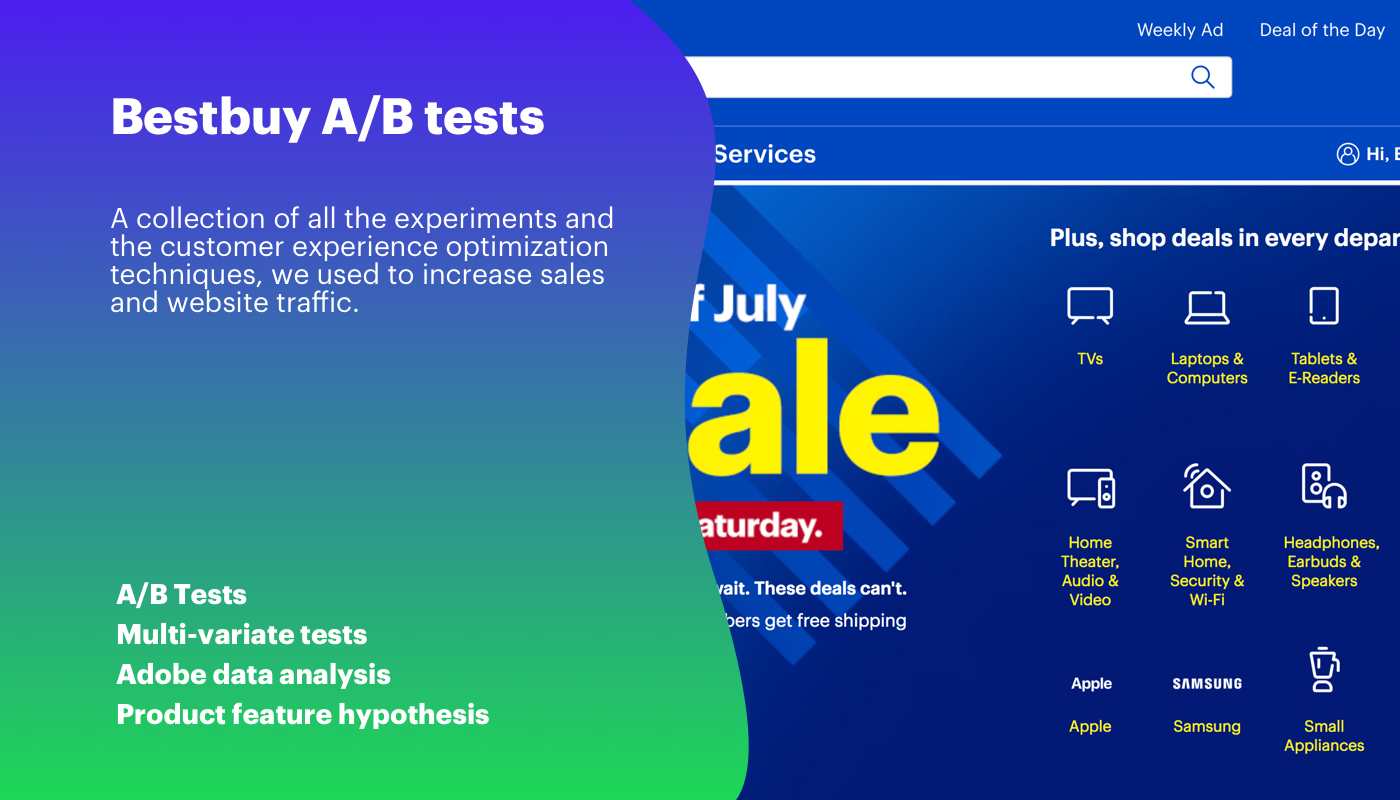 Bestbuy A/B tests
A collection of all the experiments and
the customer experience optimization
techniques, we used to increase sales
and website traffic.
A/B Tests
Multi-variate tests
Adobe data analysis
Product feature hypothesis
Weekly Ad
Deal of the Day
Services
Hi,
July
ale
aturday.
wait. These deals can't.
bers get free shipping
Plus, shop deals in every depar
TVs
Laptops &
Computers
Tablets &
E-Readers
Home
Theater,
Audio &
Video
Smart
Home,
Security &
Wi-Fi
Headphones,
Earbuds &
Speakers
Apple
SAMSUNG
Apple
Samsung
Small
Appliances